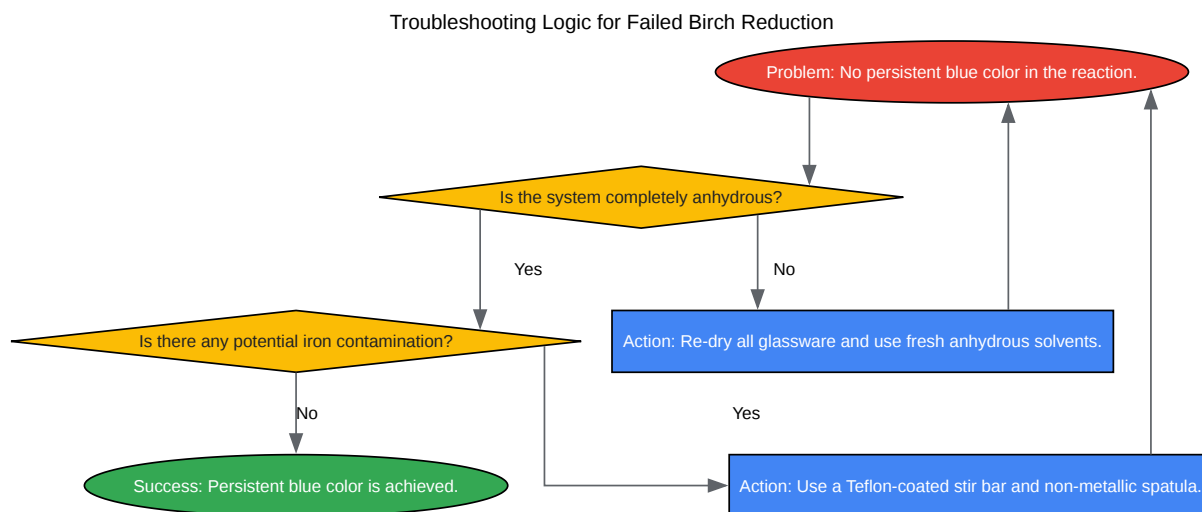 Troubleshooting Logic for Failed Birch Reduction
Problem: No persistent blue color in the reaction.
Is the system completely anhydrous?
Yes
No
Is there any potential iron contamination?
Action: Re-dry all glassware and use fresh anhydrous solvents.
No
Yes
Success: Persistent blue color is achieved.
Action: Use a Teflon-coated stir bar and non-metallic spatula.